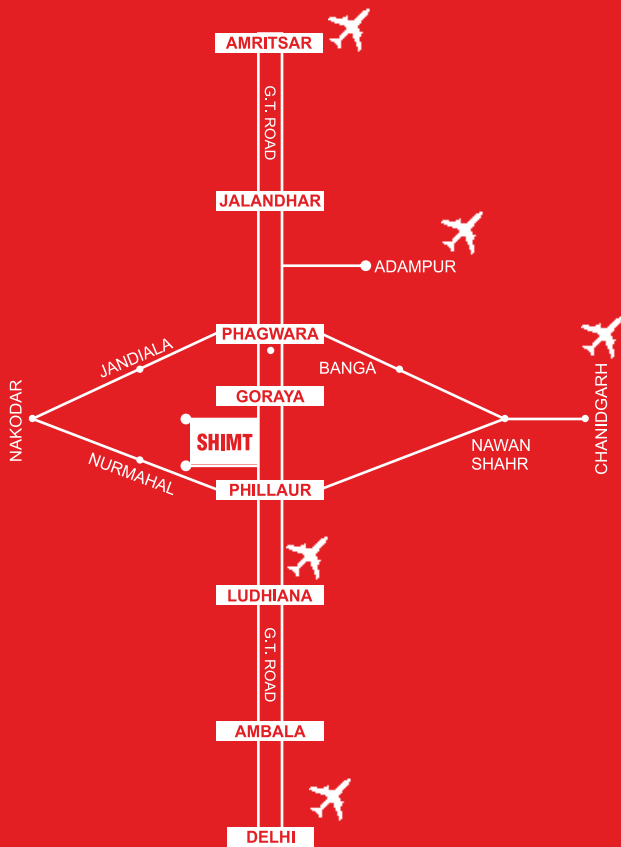 AMRITSAR
G.T. ROAD
JALANDHAR
ADAMPUR
PHAGWARA
JANDIALA
BANGA
NAKODAR
GORAYA
CHANIDGARH
SHIMT
NAWAN
SHAHR
NURMAHAL
PHILLAUR
LUDHIANA
G.T. ROAD
AMBALA
DELHI